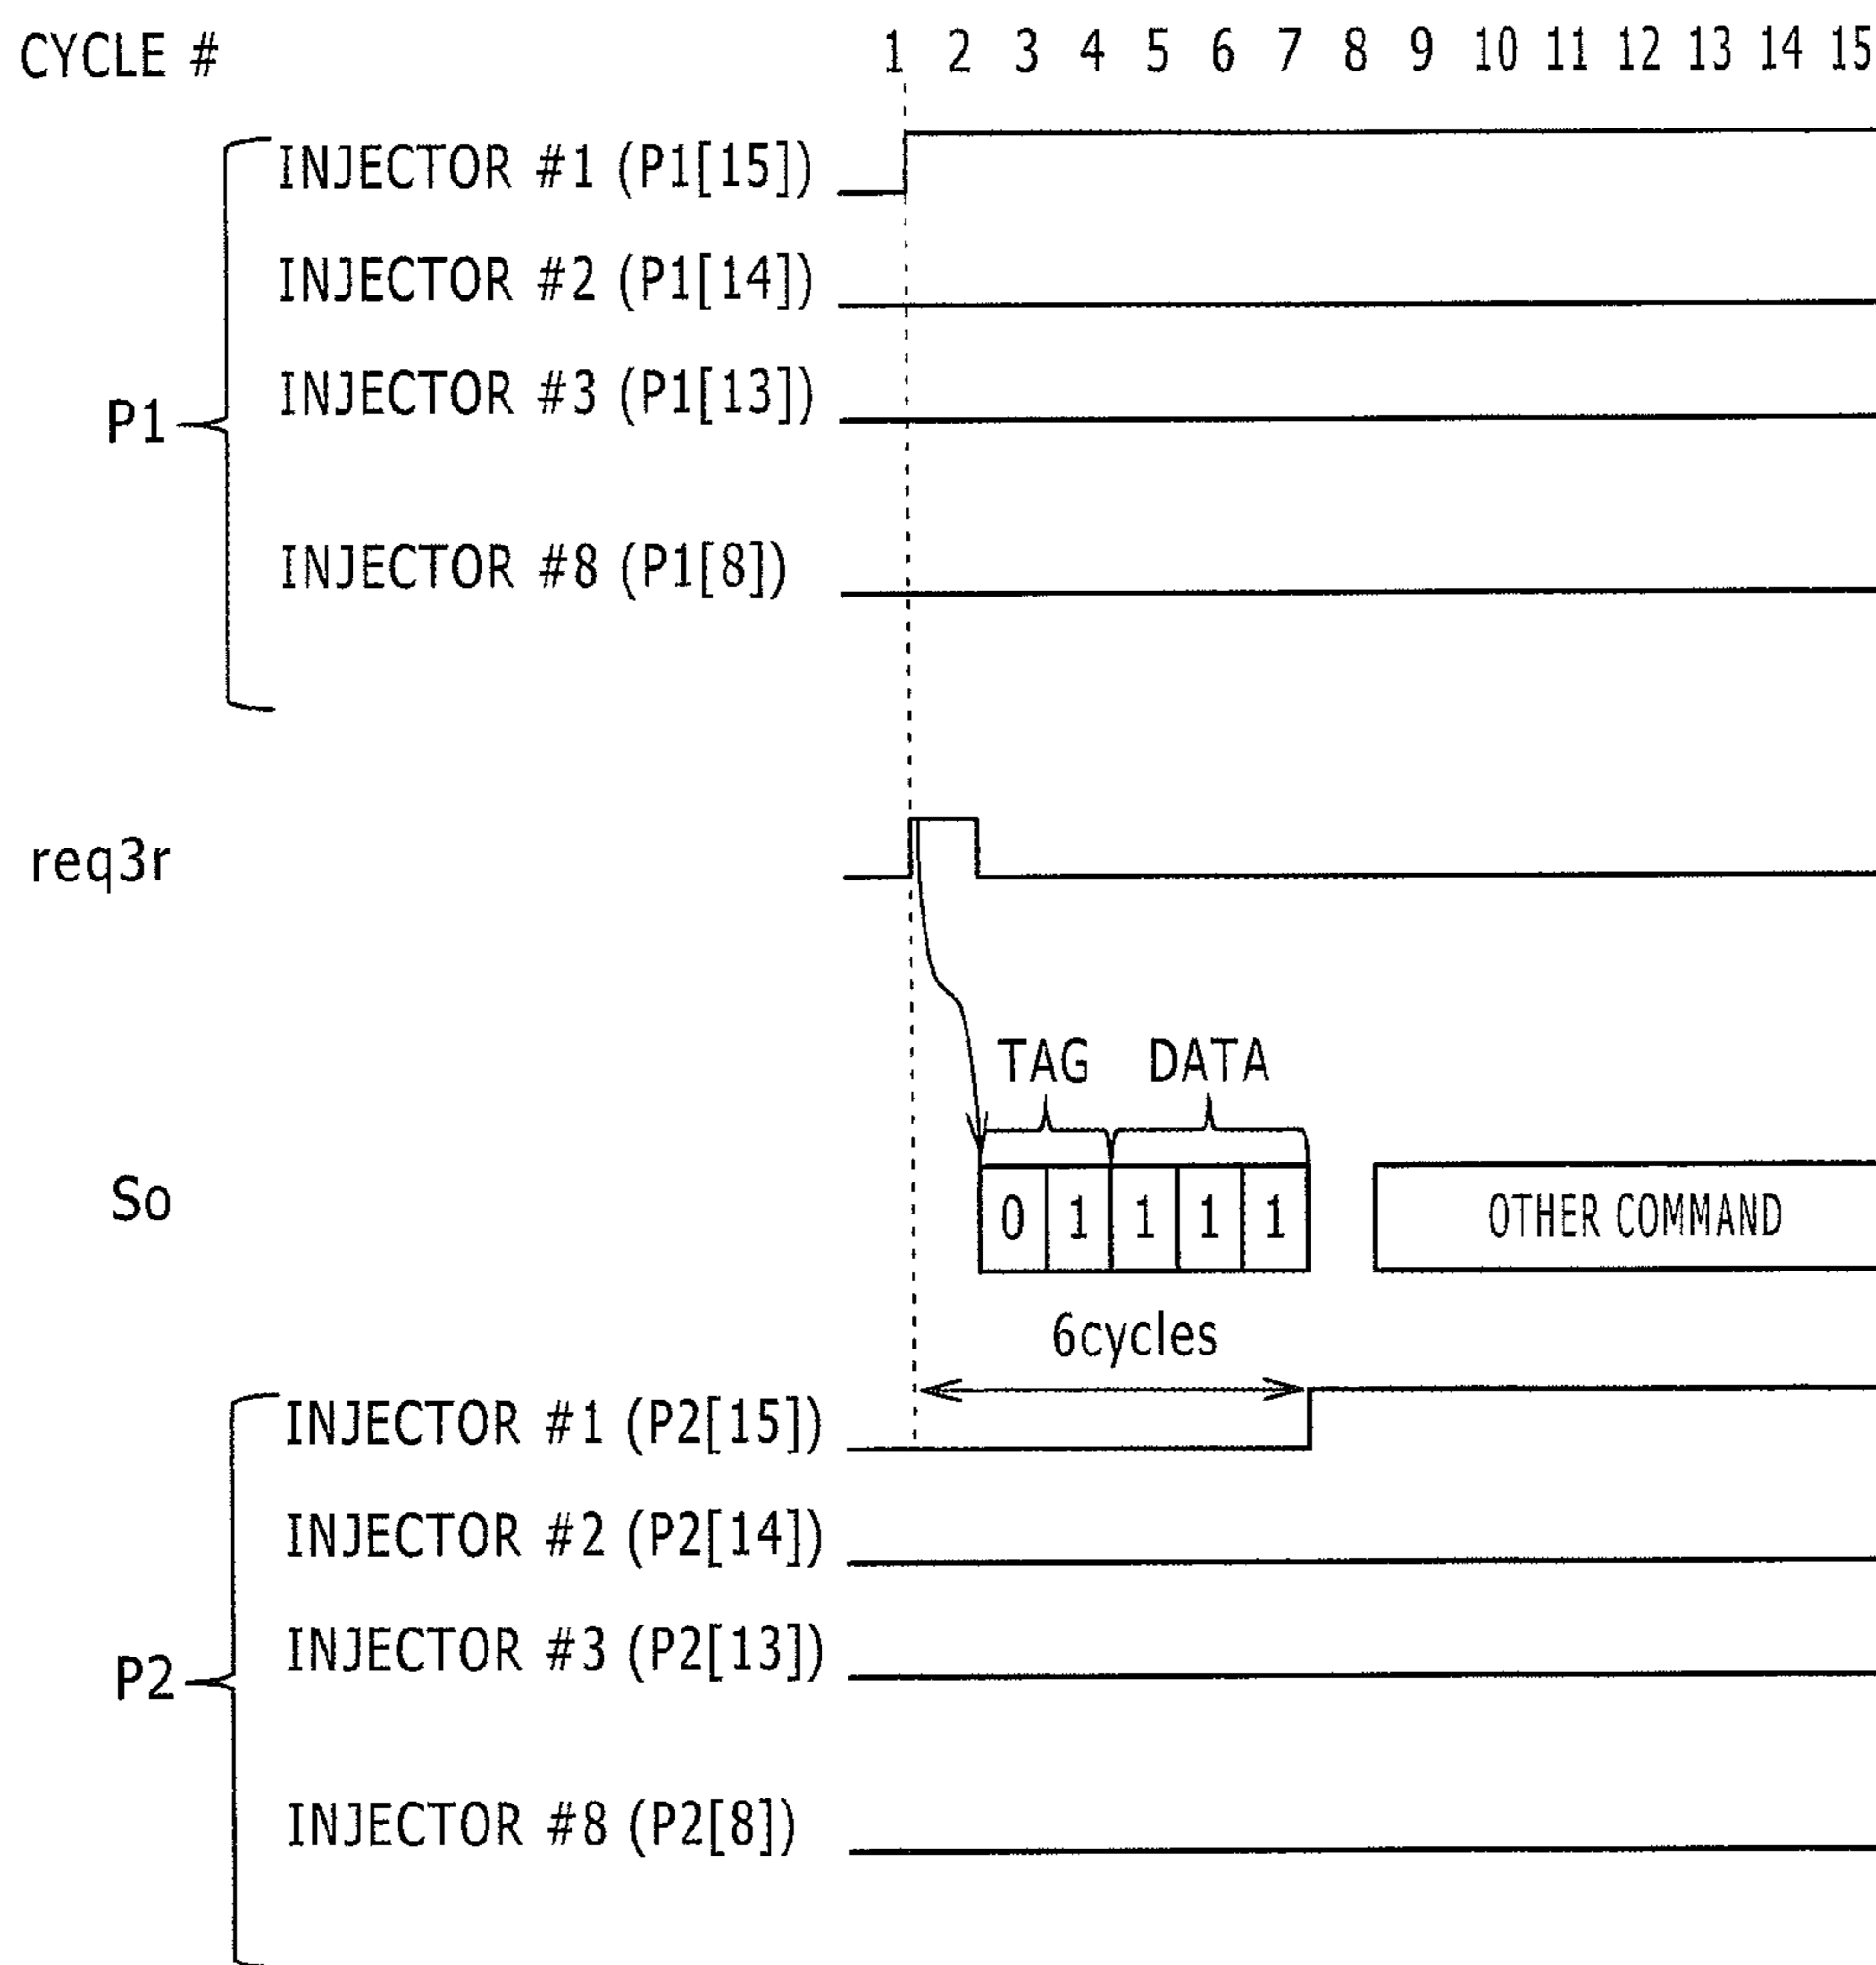 CYCLE # 1 2 3 4 5 6 7 8 9 10 11 12 13 14 15
INJECTOR #1 (P1[15])
INJECTOR #2 (P1[14])
INJECTOR #3 (P1[13])
P1
INJECTOR #8 (P1[8])
req3r
TAG DATA
So 0 1 1 1 1 OTHER COMMAND
6cycles
INJECTOR #1 (P2[15])
INJECTOR #2 (P2[14])
INJECTOR #3 (P2[13])
P2
INJECTOR #8 (P2[8])